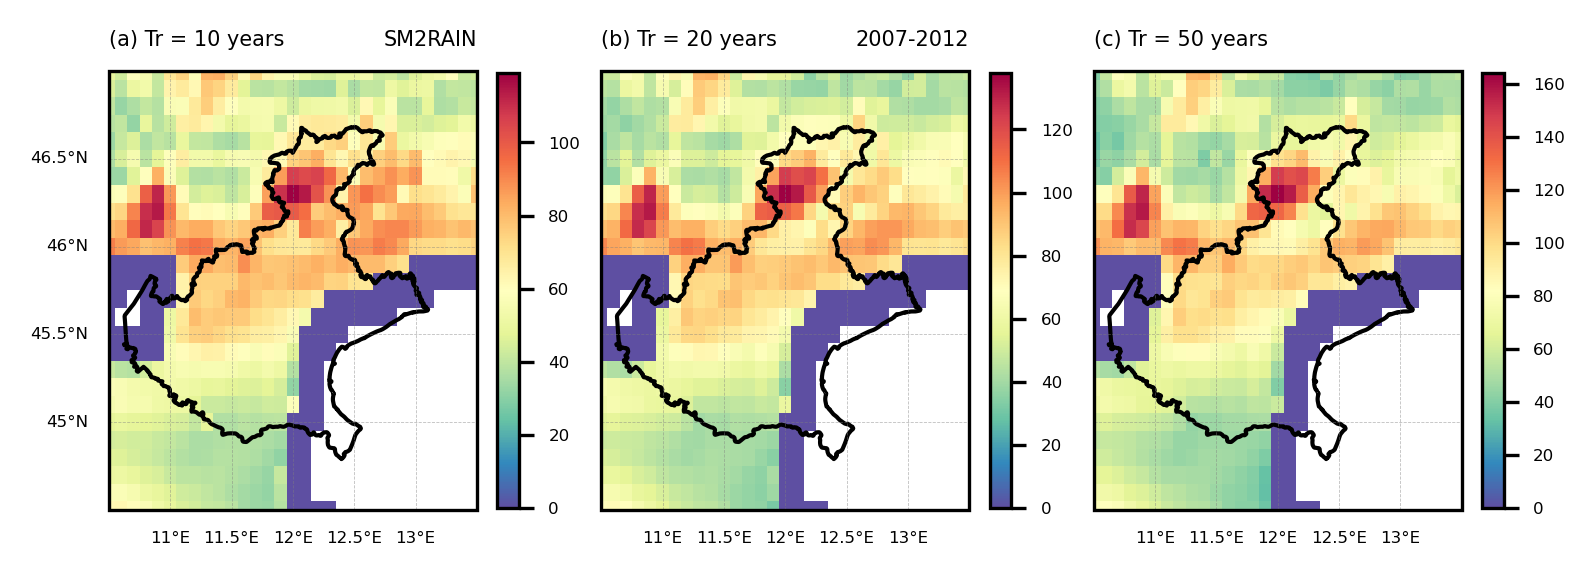 (a) Tr = 10 years SM2RAIN
(b) Tr = 20 years 2007-2012
(c) Tr = 50 years
46.5°N
46°N
45.5°N
45°N
11°E 11.5°E 12°E 12.5°E 13°E
100
80
60
40
20
0
11°E 11.5°E 12°E 12.5°E 13°E
120
100
80
60
40
20
0
11°E 11.5°E 12°E 12.5°E 13°E
160
140
120
100
80
60
40
20
0